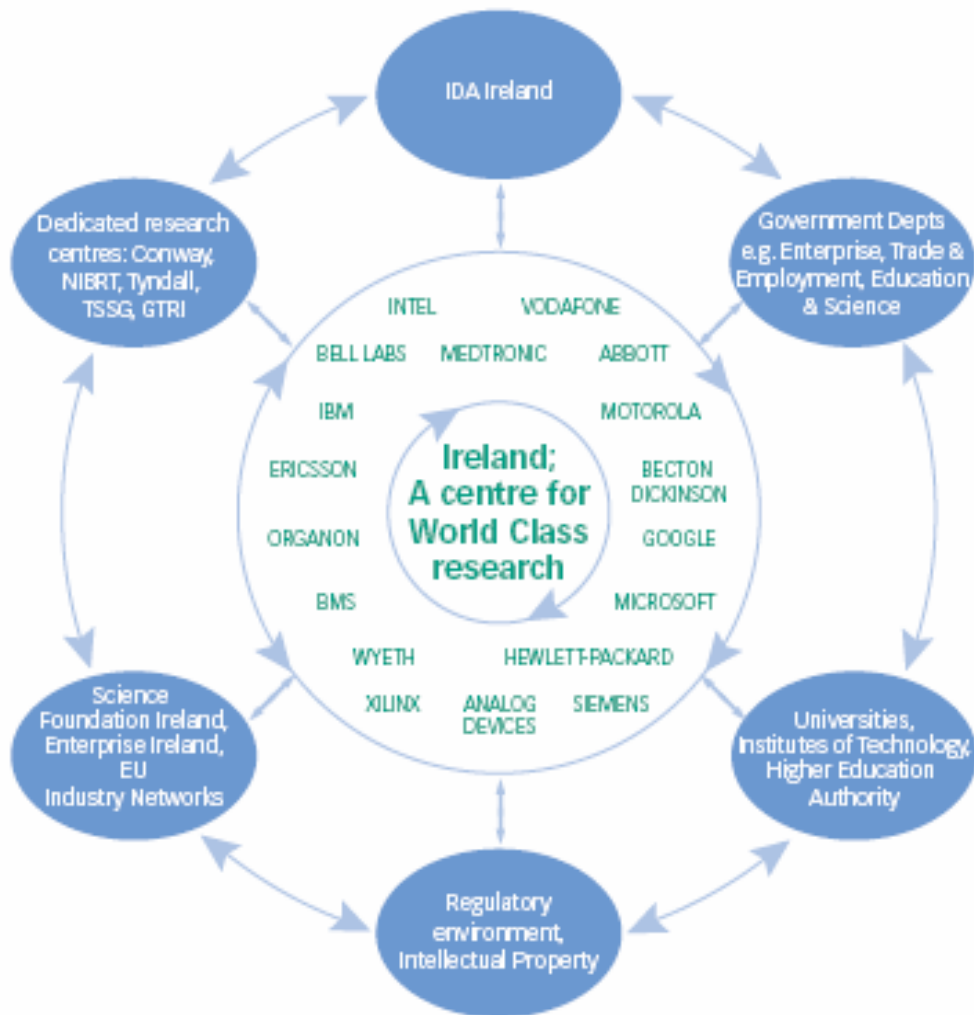 IDA Ireland
Dedicated research
centres: Conway,
NIBRT, Tyndall,
TSSG, GTRI
Government Depts
e.g. Enterprise, Trade &
Employment, Education
& Science
INTEL VODAFONE
BELL LABS MEDTRONIC ABBOTT
IBM MOTOROLA
ERICSSON BECTON
DICKINSON
ORGANON GOOGLE
BMS MICROSOFT
WYETH HEWLETT-PACKARD
XILINX ANALOG SIEMENS
DEVICES
Ireland;
A centre for
World Class
research
Science
Foundation Ireland,
Enterprise Ireland,
EU
Industry Networks
Universities,
Institutes of Technology,
Higher Education
Authority
Regulatory
environment,
Intellectual Property